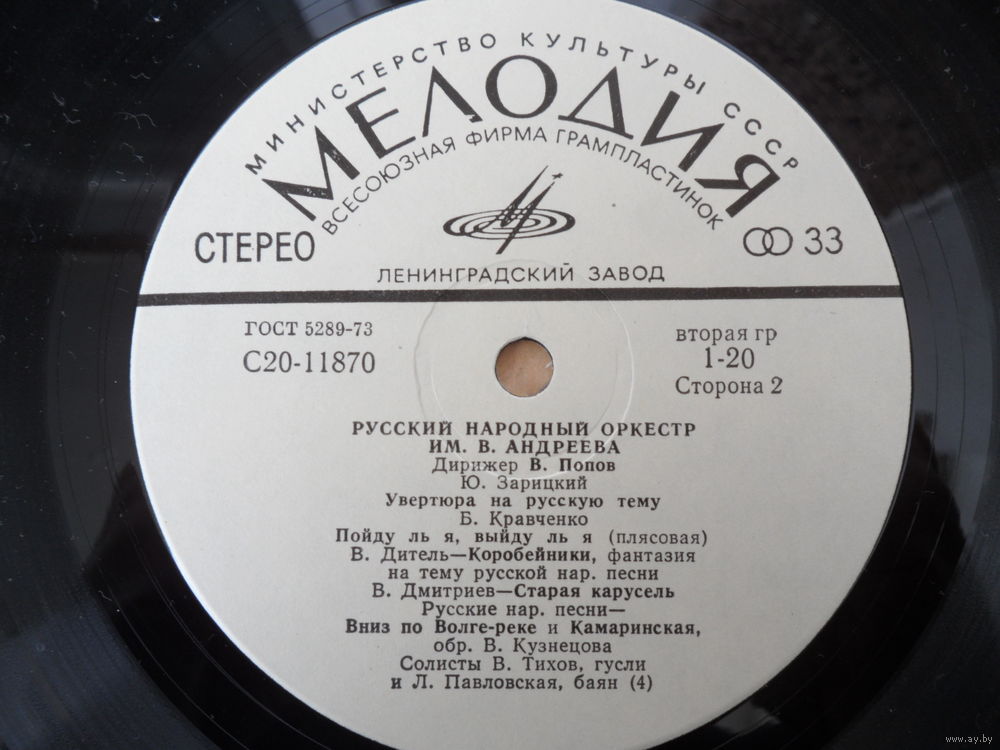 МИНИСТЕРСТВО КУЛЬТУРЫ СССР
МЕЛОДИЯ
ВСЕСОЮЗНАЯ ФИРМА ГРАМПЛАСТИНОК
СТЕРЕО
33
ЛЕНИНГРАДСКИЙ ЗАВОД
ГОСТ 5289-73
С20-11870
вторая гр
1-20
Сторона 2
РУССКИЙ НАРОДНЫЙ ОРКЕСТР
ИМ. В. АНДРЕЕВА
Дирижер В. Попов
Ю. Зарицкий
Увертюра на русскую тему
Б. Кравченко
Пойду ль я, выйду ль я (плясовая)
В. Дитель—Коробейники, фантазия
на тему русской нар. песни
В. Дмитриев—Старая карусель
Русские нар. песни—
Вниз по Волге-реке и Камаринская,
обр. В. Кузнецова
Солисты В. Тихов, гусли
и Л. Павловская, баян (4)
www.ay.by